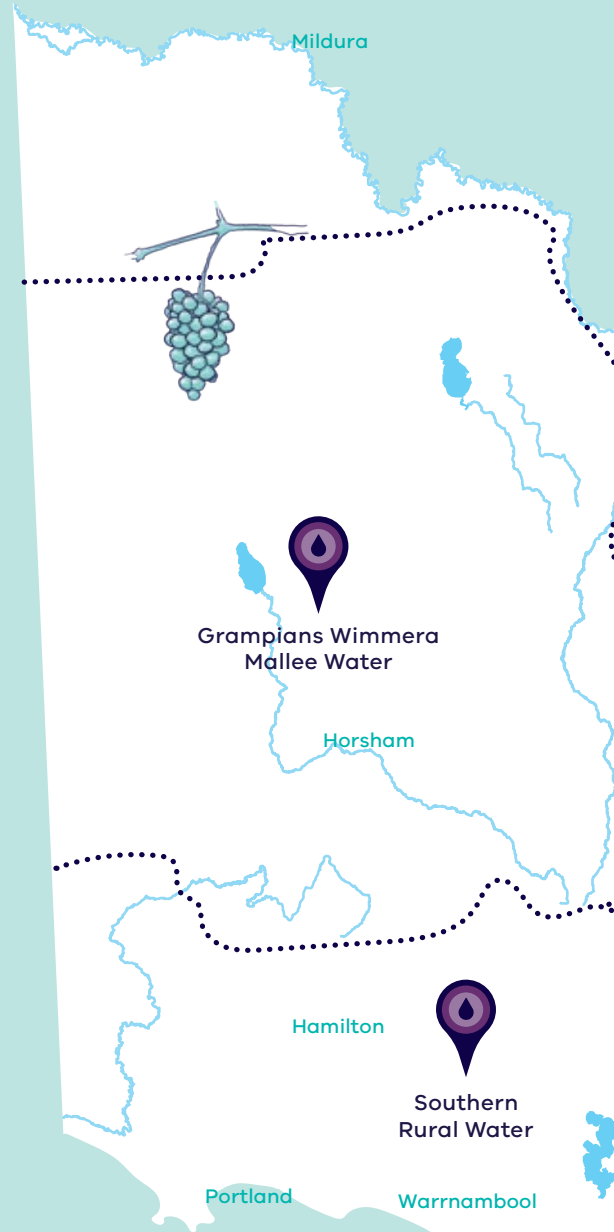 Mildura
Grampians Wimmera
Mallee Water
Horsham
Hamilton
Southern
Rural Water
Portland
Warrnambool